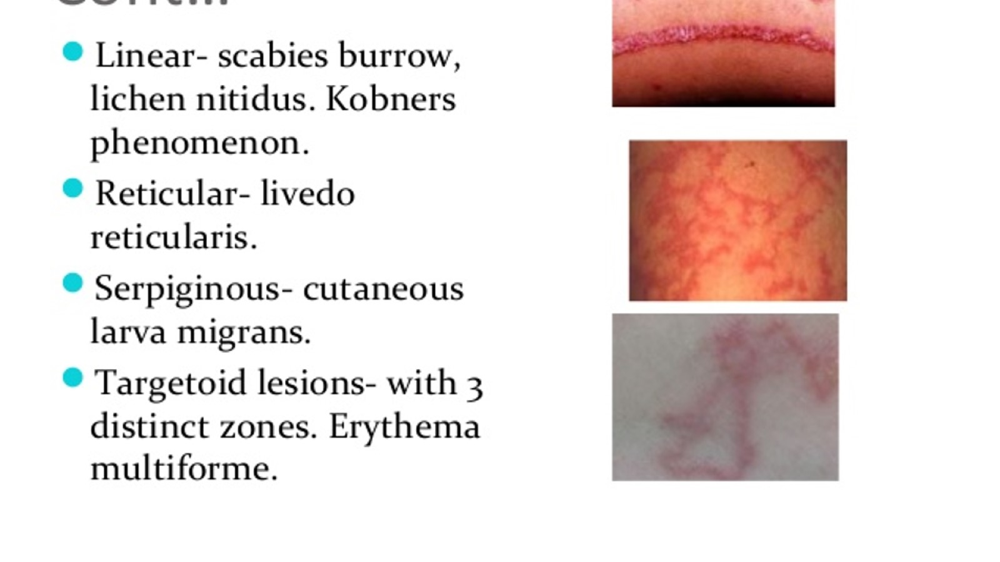 Cont...
Linear- scabies burrow,
lichen nitidus. Kobners
phenomenon.
Reticular- livedo
reticularis.
Serpiginous- cutaneous
larva migrans.
Targetoid lesions- with 3
distinct zones. Erythema
multiforme.